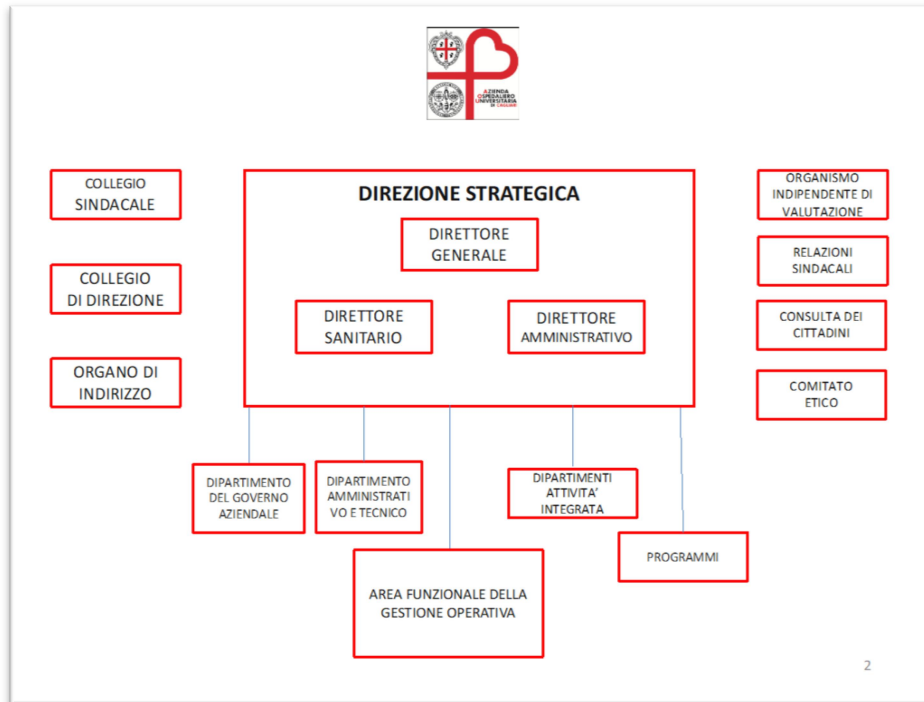 AZIENDA
OSPEDALIERO
UNIVERSITARIA
DI CAGLIARI
COLLEGIO
SINDACALE
COLLEGIO
DI DIREZIONE
ORGANO DI
INDIRIZZO
DIREZIONE STRATEGICA
DIRETTORE
GENERALE
DIRETTORE
SANITARIO
DIRETTORE
AMMINISTRATIVO
ORGANISMO
INDIPENDENTE DI
VALUTAZIONE
RELAZIONI
SINDACALI
CONSULTA DEI
CITTADINI
COMITATO
ETICO
DIPARTIMENTO
DEL GOVERNO
AZIENDALE
DIPARTIMENTO
AMMINISTRATI
VO E TECNICO
DIPARTIMENTI
ATTIVITA'
INTEGRATA
PROGRAMMI
AREA FUNZIONALE DELLA
GESTIONE OPERATIVA
2